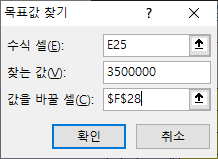 목표값 찾기
수식 셀(E): E25
찾는 값(V): 3500000
값을 바꿀 셀(C): $F$28
확인 취소